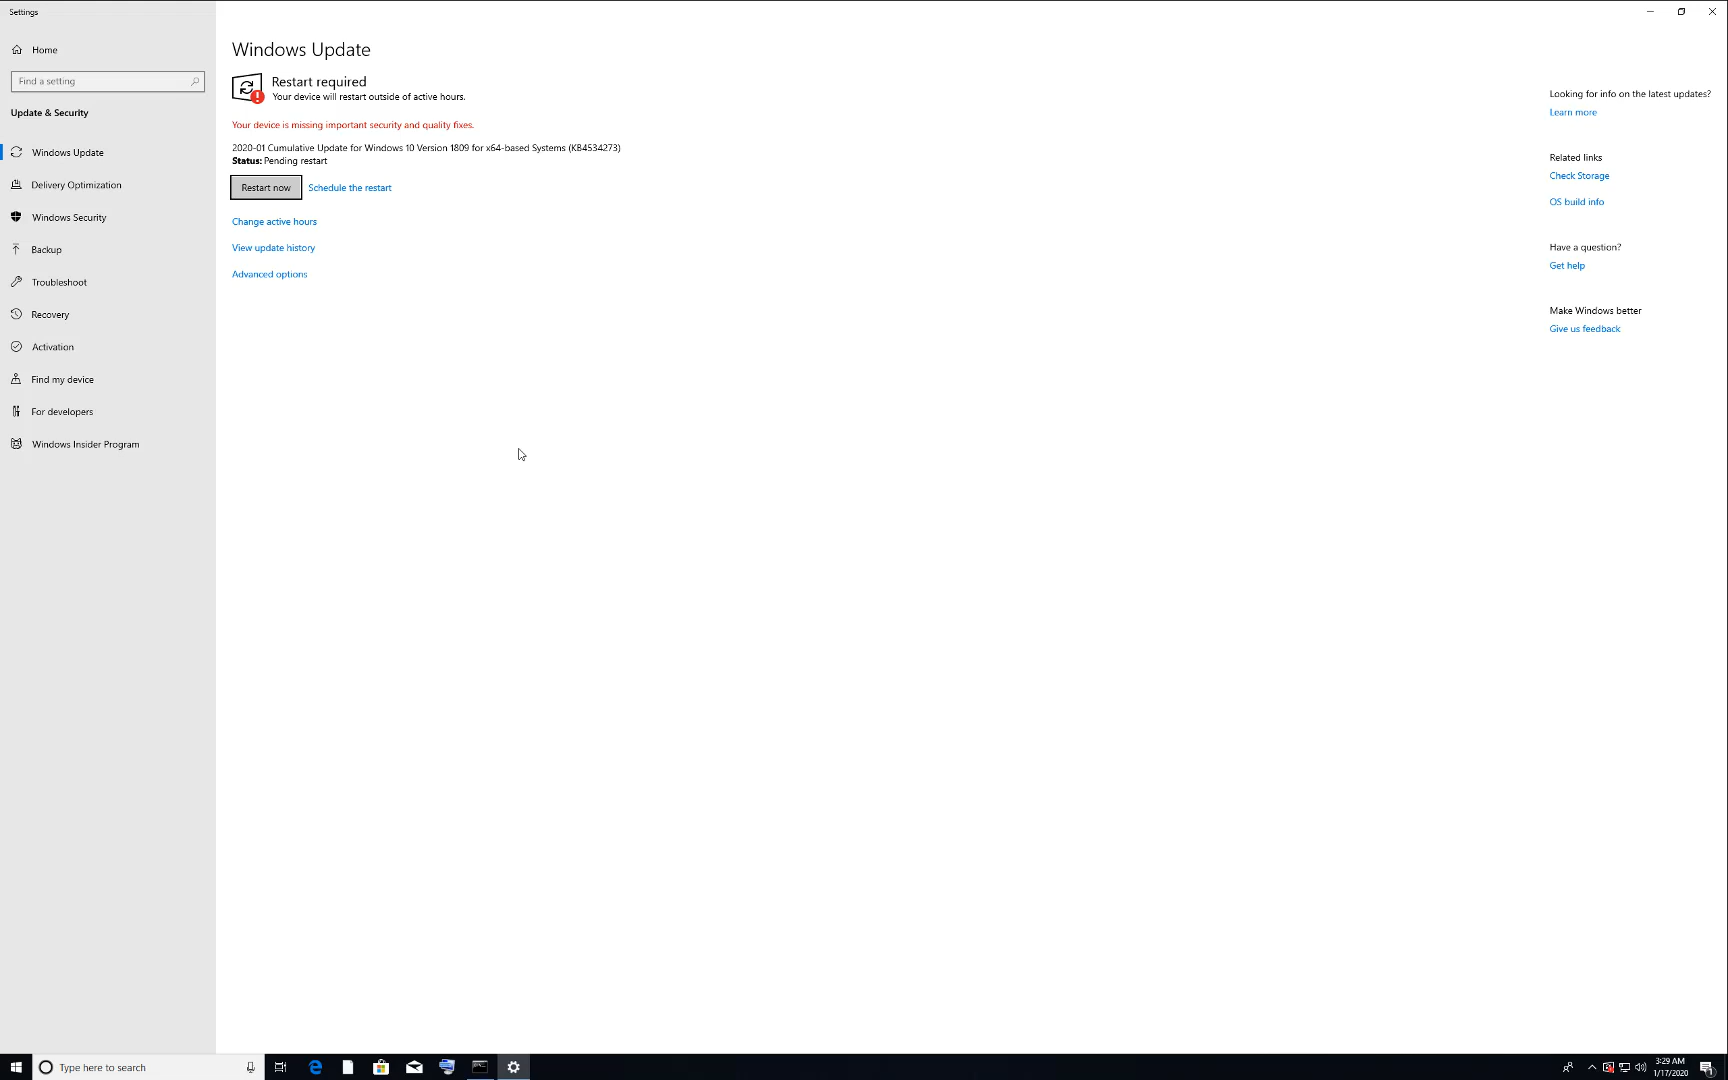 Settings
Home
Find a setting
Update & Security
Windows Update
Delivery Optimization
Windows Security
Backup
Troubleshoot
Recovery
Activation
Find my device
For developers
Windows Insider Program
Windows Update
Restart required
Your device will restart outside of active hours.
Your device is missing important security and quality fixes.
2020-01 Cumulative Update for Windows 10 Version 1809 for x64-based Systems (KB4534273)
Status: Pending restart
Restart now Schedule the restart
Change active hours
View update history
Advanced options
Looking for info on the latest updates?
Learn more
Related links
Check Storage
OS build info
Have a question?
Get help
Make Windows better
Give us feedback
Type here to search
3:29 AM
1/17/2020
1